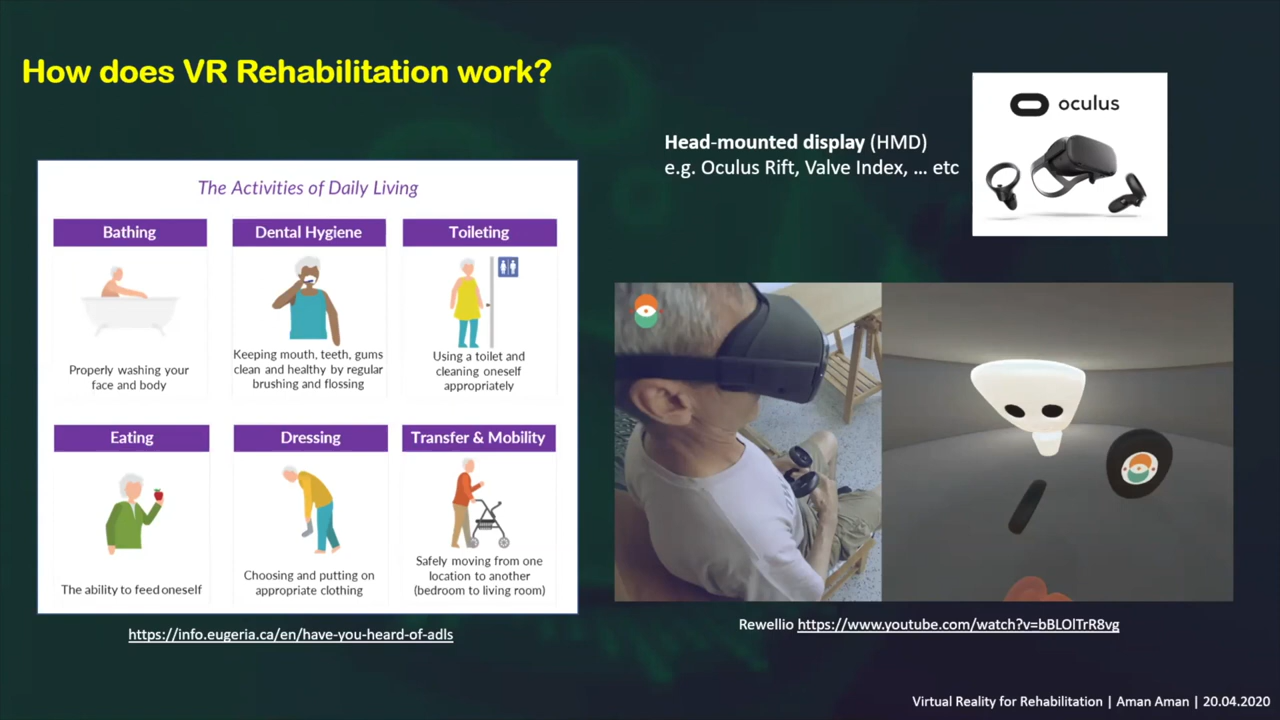 How does VR Rehabilitation work?
The Activities of Daily Living
Bathing
Properly washing your
face and body
Dental Hygiene
Keeping mouth, teeth, gums
clean and healthy by regular
brushing and flossing
Toileting
Using a toilet and
cleaning oneself
appropriately
Eating
The ability to feed oneself
Dressing
Choosing and putting on
appropriate clothing
Transfer & Mobility
Safely moving from one
location to another
(bedroom to living room)
https://info.eugeria.ca/en/have-you-heard-of-adls
Head-mounted display (HMD)
e.g. Oculus Rift, Valve Index, ... etc
oculus
Rewellio https://www.youtube.com/watch?v=bBLOlTrR8vg
Virtual Reality for Rehabilitation | Aman Aman | 20.04.2020